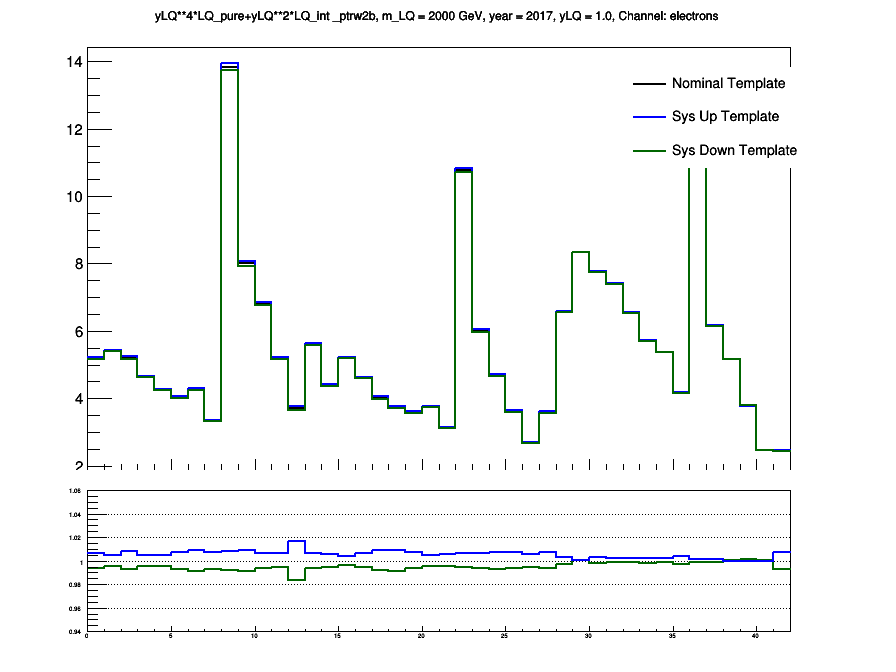 yLQ**4*LQ_pure+yLQ**2*LQ_int _ptrw2b, m_LQ = 2000 GeV, year = 2017, yLQ = 1.0, Channel: electrons
14
Nominal Template
Sys Up Template
12
Sys Down Template
10
8
6
4
2
1.06
1.04
1.02
1
0.98
0.96
0.94
0 5 10 15 20 25 30 35 40